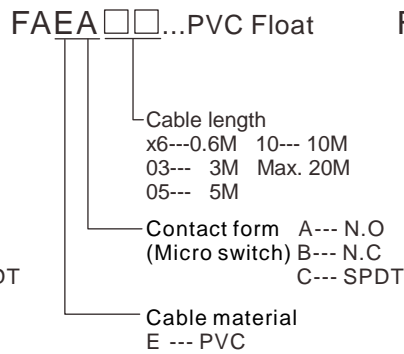 FAEA□□...PVC Float
Cable length
x6---0.6M 10--- 10M
03--- 3M Max. 20M
05--- 5M
Contact form A--- N.O
(Micro switch) B--- N.C
C--- SPDT
DT
Cable material
E --- PVC